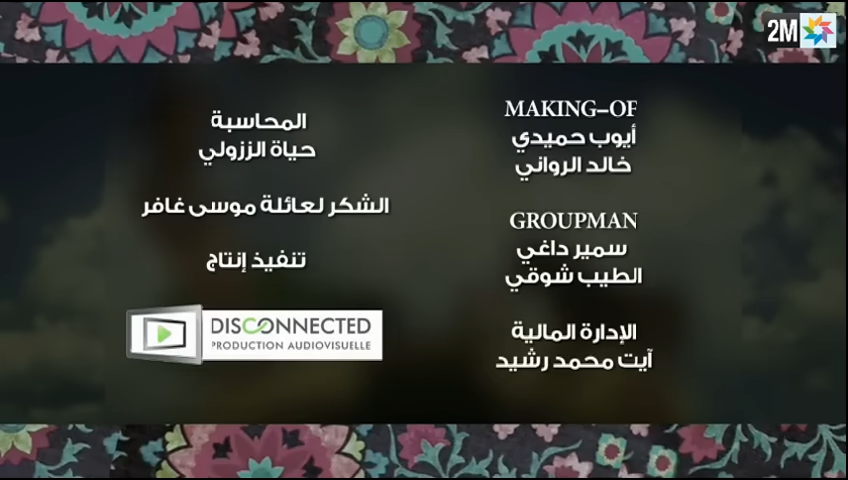 2M
MAKING-OF
أيوب حميدي
خالد الرواني
GROUPMAN
سمير داغي
الطيب شوقي
الإدارة المالية
آيت محمد رشيد
المحاسبة
حياة الززولي
الشكر لعائلة موسى غافر
تنفيذ إنتاج
DISCONNECTED
PRODUCTION AUDIOVISUELLE